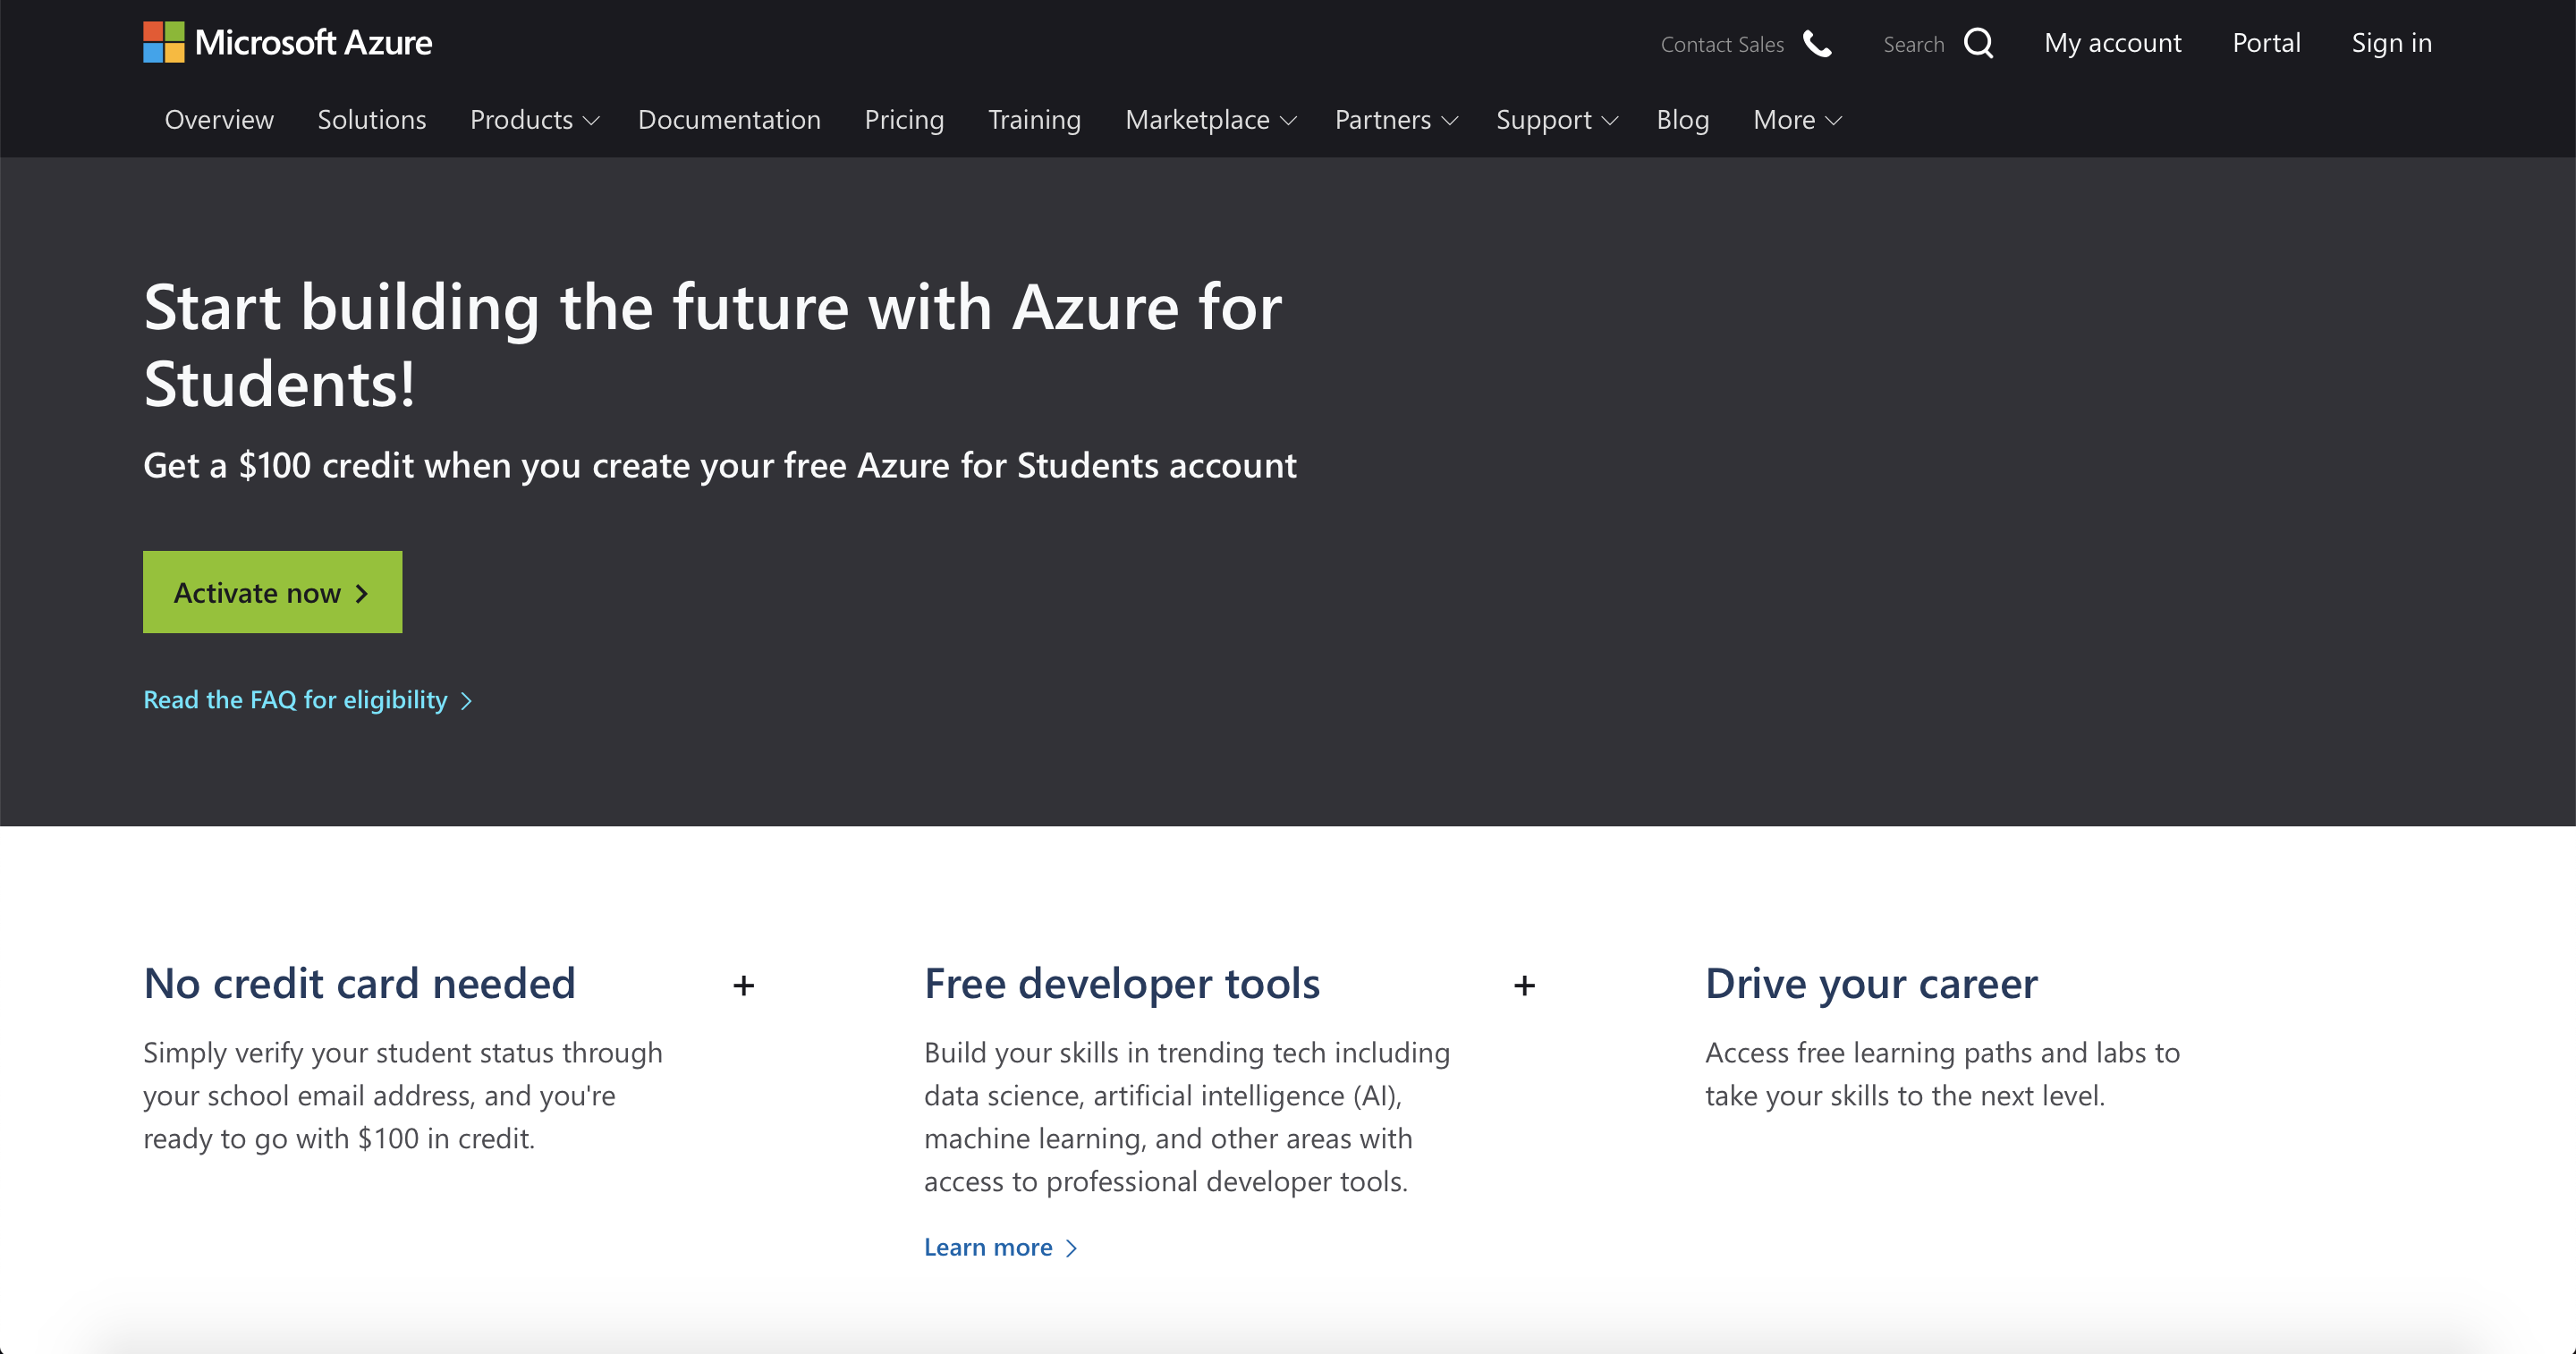 Microsoft Azure
Contact Sales
Search
My account
Portal
Sign in
Overview
Solutions
Products
Documentation
Pricing
Training
Marketplace
Partners
Support
Blog
More
Start building the future with Azure for
Students!
Get a $100 credit when you create your free Azure for Students account
Activate now
Read the FAQ for eligibility
No credit card needed
+
Simply verify your student status through
your school email address, and you're
ready to go with $100 in credit.
+
Free developer tools
Build your skills in trending tech including
data science, artificial intelligence (AI),
machine learning, and other areas with
access to professional developer tools.
Learn more
Drive your career
Access free learning paths and labs to
take your skills to the next level.